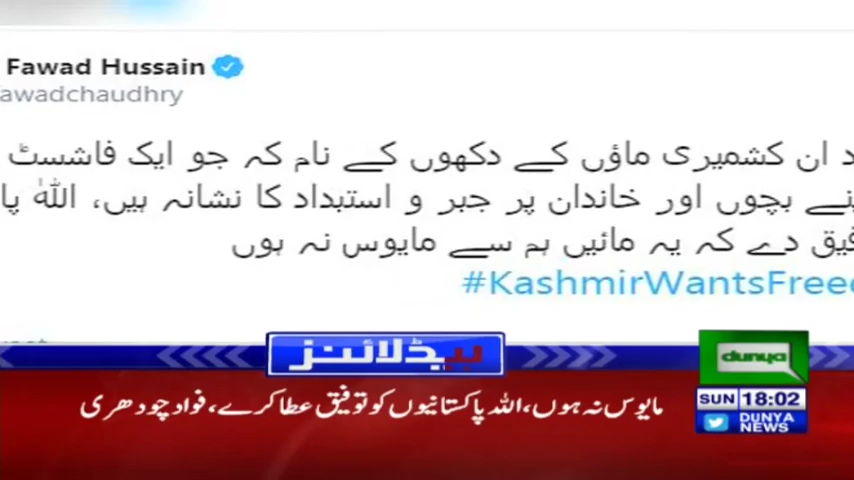 Fawad Hussain
awadchaudhry
د ان کشمیری ماؤں کے دکھوں کے نام کہ جو ایک فاشسٹ
پنے بچوں اور خاندان پر جبر و استبداد کا نشانہ ہیں، اللہ پا
فیق دے کہ یہ مائیں ہم سے مایوس نہ ہوں
#KashmirWantsFree
ہیڈلائنز
dunya
مایوس نہ ہوں، اللہ پاکستانیوں کو توفیق عطا کرے، فواد چودھری
SUN 18:02
DUNYA
NEWS